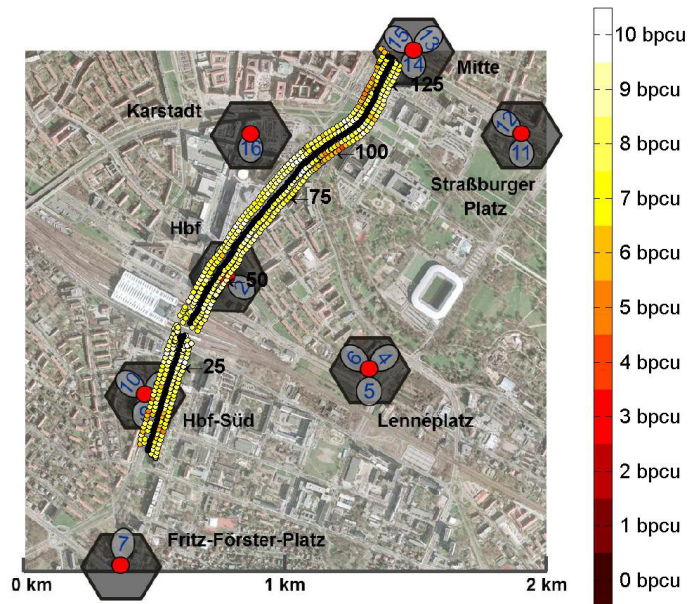 15
13
14
Mitte
125
Karstadt
16
12
11
100
Straßburger
Platz
75
Hbf
50
2
25
6
4
5
10
9
Hbf-Süd
Lennéplatz
7
Fritz-Förster-Platz
0 km
1 km
2 km
10 bpcu
9 bpcu
8 bpcu
7 bpcu
6 bpcu
5 bpcu
4 bpcu
3 bpcu
2 bpcu
1 bpcu
0 bpcu